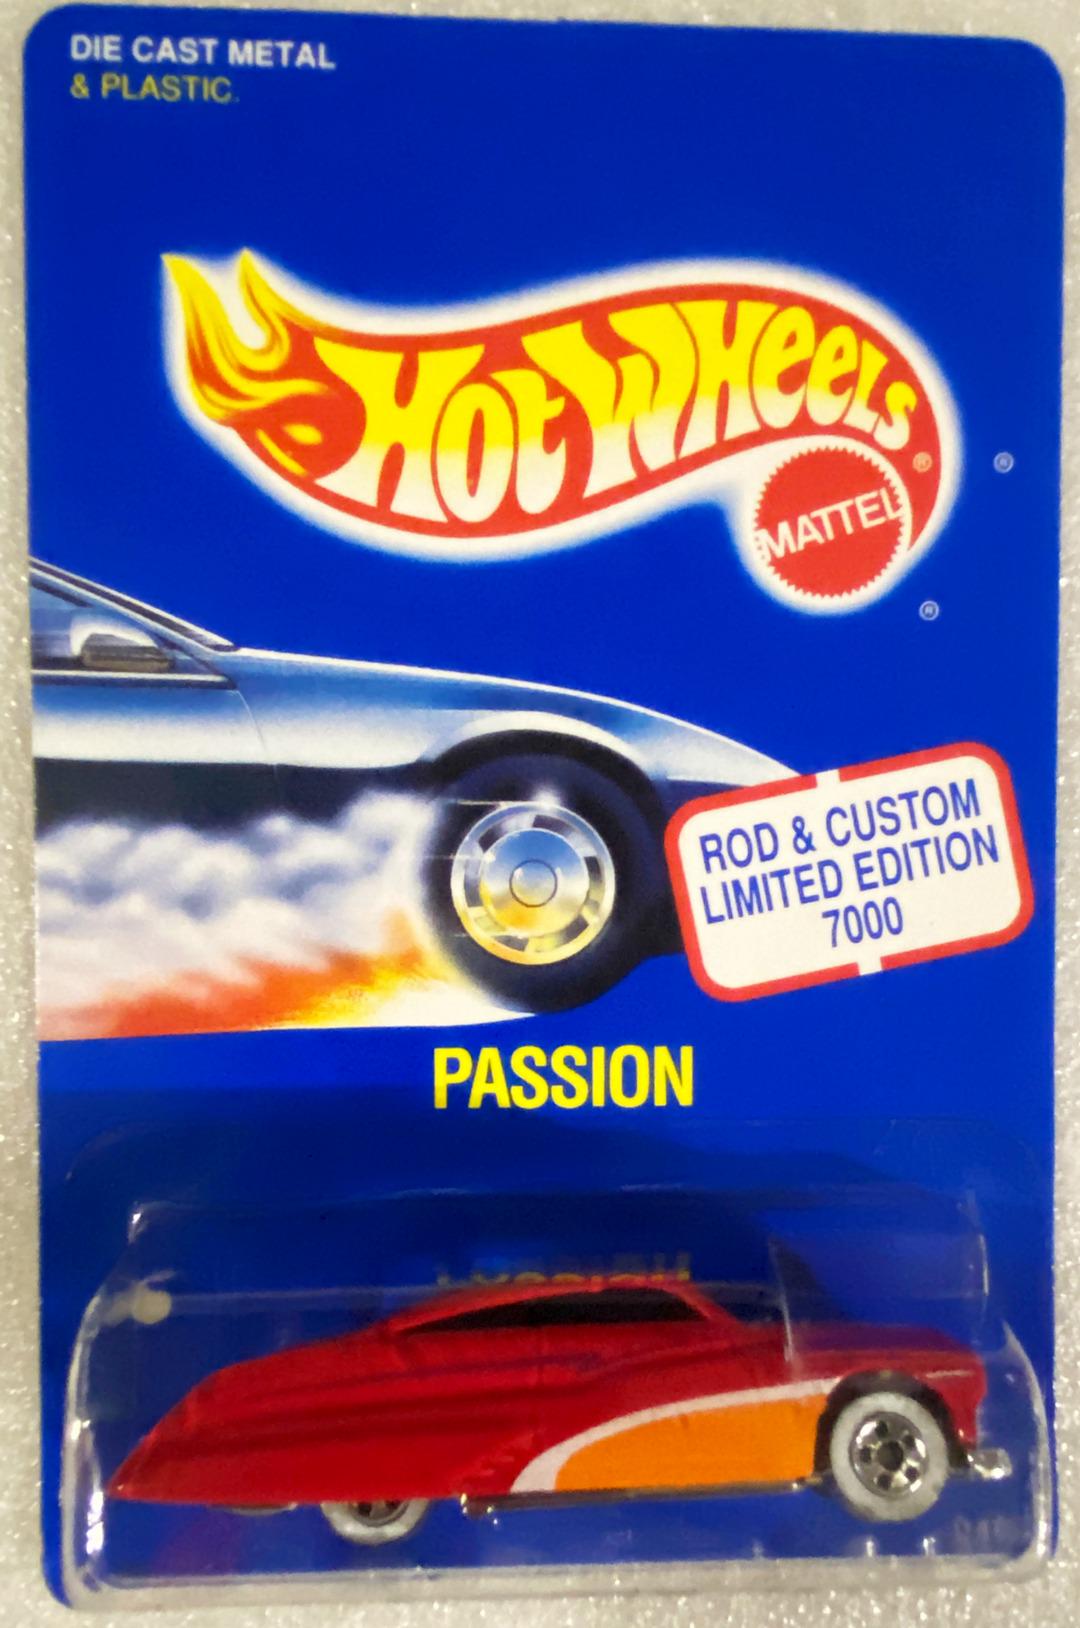 DIE CAST METAL
& PLASTIC.
HOT WHEELS ®
®
MATTEL
®
ROD & CUSTOM
LIMITED EDITION
7000
PASSION